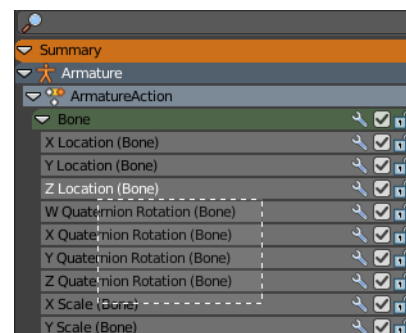 Summary
Armature
ArmatureAction
Bone
X Location (Bone)
Y Location (Bone)
Z Location (Bone)
W Quaternion Rotation (Bone)
X Quaternion Rotation (Bone)
Y Quaternion Rotation (Bone)
Z Quaternion Rotation (Bone)
X Scale (Bone)
Y Scale (Bone)